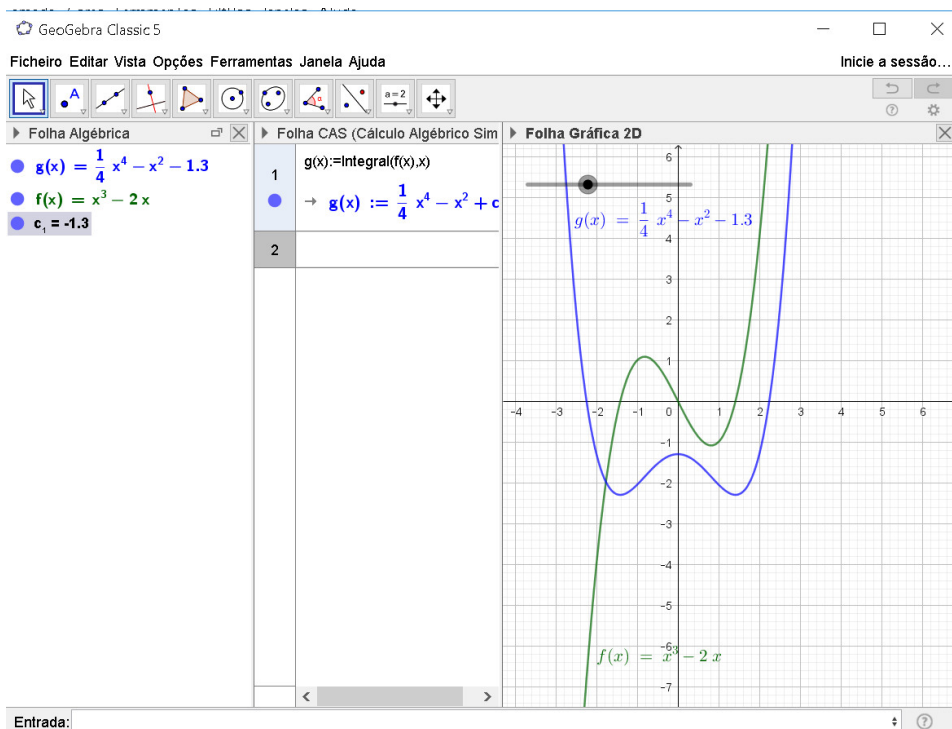 GeoGebra Classic 5
Ficheiro Editar Vista Opções Ferramentas Janela Ajuda
Inicie a sessão...
A
α
a=2
Folha Algébrica
g(x) = 1/4 x⁴ − x² − 1.3
f(x) = x³ − 2 x
c₁ = -1.3
Folha CAS (Cálculo Algébrico Sim
1
g(x):=Integral(f(x),x)
→ g(x) := 1/4 x⁴ − x² + c
2
Folha Gráfica 2D
g(x) = 1/4 x⁴ − x² − 1.3
6
5
4
3
2
1
−4 −3 −2 −1 0 1 2 3 4 5 6
−1
−2
−3
−4
−5
−6
−7
f(x) = x³ − 2 x
Entrada: